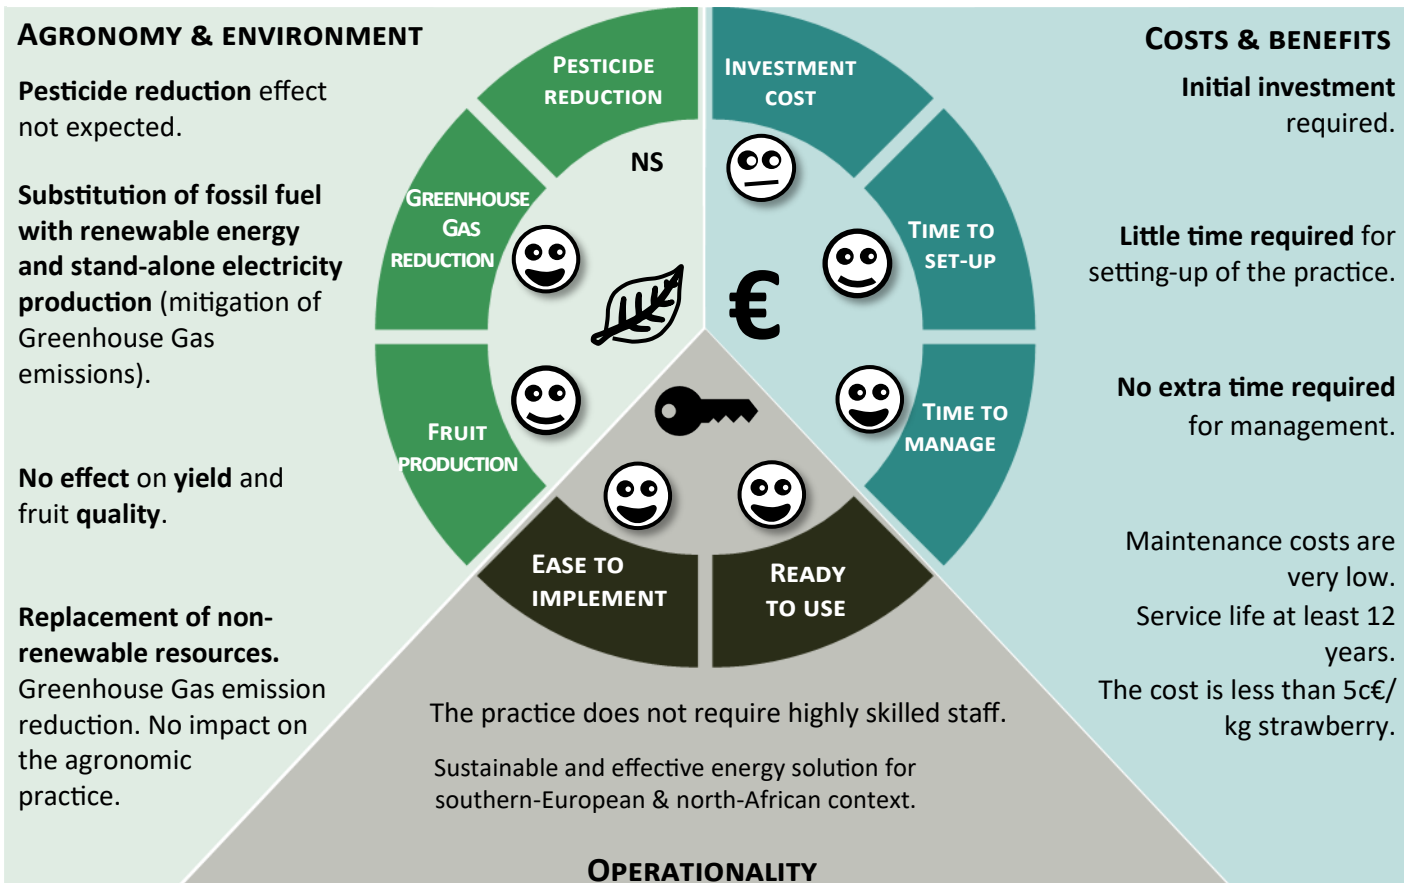 AGRONOMY & ENVIRONMENT
Pesticide reduction effect
not expected.
Substitution of fossil fuel
with renewable energy
and stand-alone electricity
production (mitigation of
Greenhouse Gas
emissions).
No effect on yield and
fruit quality.
Replacement of non-
renewable resources.
Greenhouse Gas emission
reduction. No impact on
the agronomic
practice.
PESTICIDE
REDUCTION
NS
GREENHOUSE
GAS
REDUCTION
FRUIT
PRODUCTION
INVESTMENT
COST
TIME TO
SET-UP
€
TIME TO
MANAGE
EASE TO
IMPLEMENT
READY
TO USE
The practice does not require highly skilled staff.
Sustainable and effective energy solution for
southern-European & north-African context.
OPERATIONALITY
COSTS & BENEFITS
Initial investment
required.
Little time required for
setting-up of the practice.
No extra time required
for management.
Maintenance costs are
very low.
Service life at least 12
years.
The cost is less than 5c€/
kg strawberry.